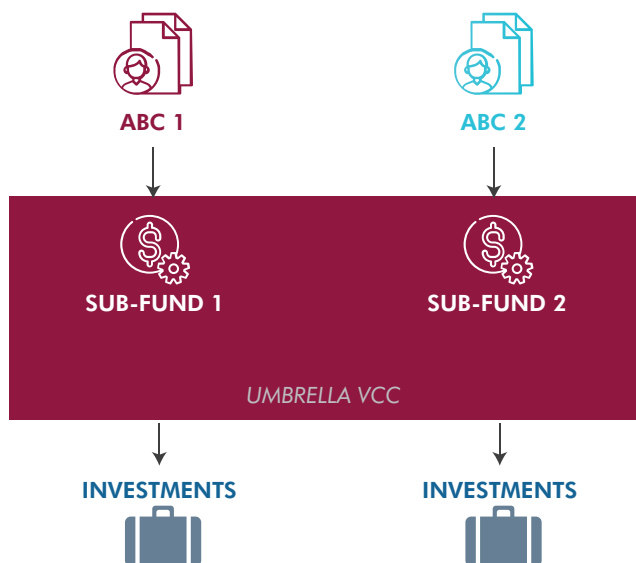 ABC 1
ABC 2
SUB-FUND 1
SUB-FUND 2
UMBRELLA VCC
INVESTMENTS
INVESTMENTS